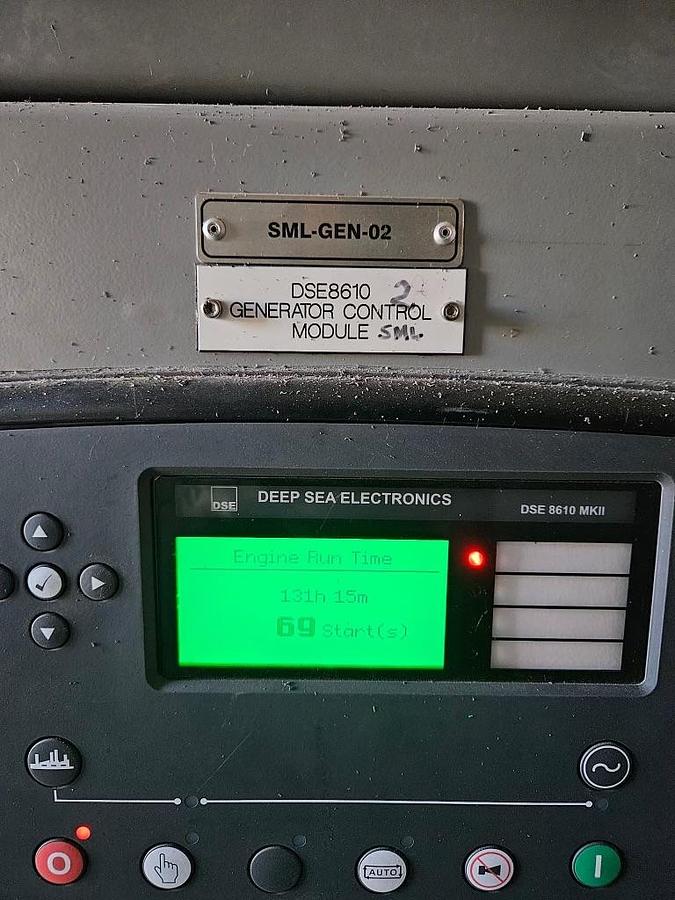 SML-GEN-02
DSE8610 2
GENERATOR CONTROL
MODULE SML
DSE
DEEP SEA ELECTRONICS
DSE 8610 MKII
Engine Run Time
131h 15m
69 Start(s)
AUTO